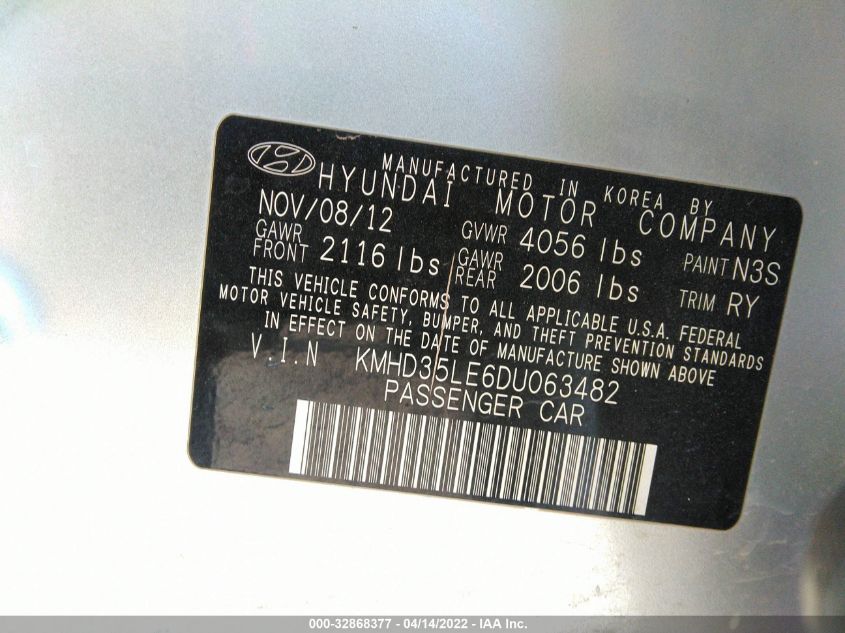 MANUFACTURED IN KOREA BY
HYUNDAI MOTOR COMPANY
NOV/08/12 GVWR 4056 lbs PAINT N3S
GAWR FRONT 2116 lbs GAWR REAR 2006 lbs TRIM RY
THIS VEHICLE CONFORMS TO ALL APPLICABLE U.S.A. FEDERAL
MOTOR VEHICLE SAFETY, BUMPER, AND THEFT PREVENTION STANDARDS
IN EFFECT ON THE DATE OF MANUFACTURE SHOWN ABOVE
V.I.N KMHD35LE6DU063482
PASSENGER CAR
000-32868377 - 04/14/2022 - IAA Inc.